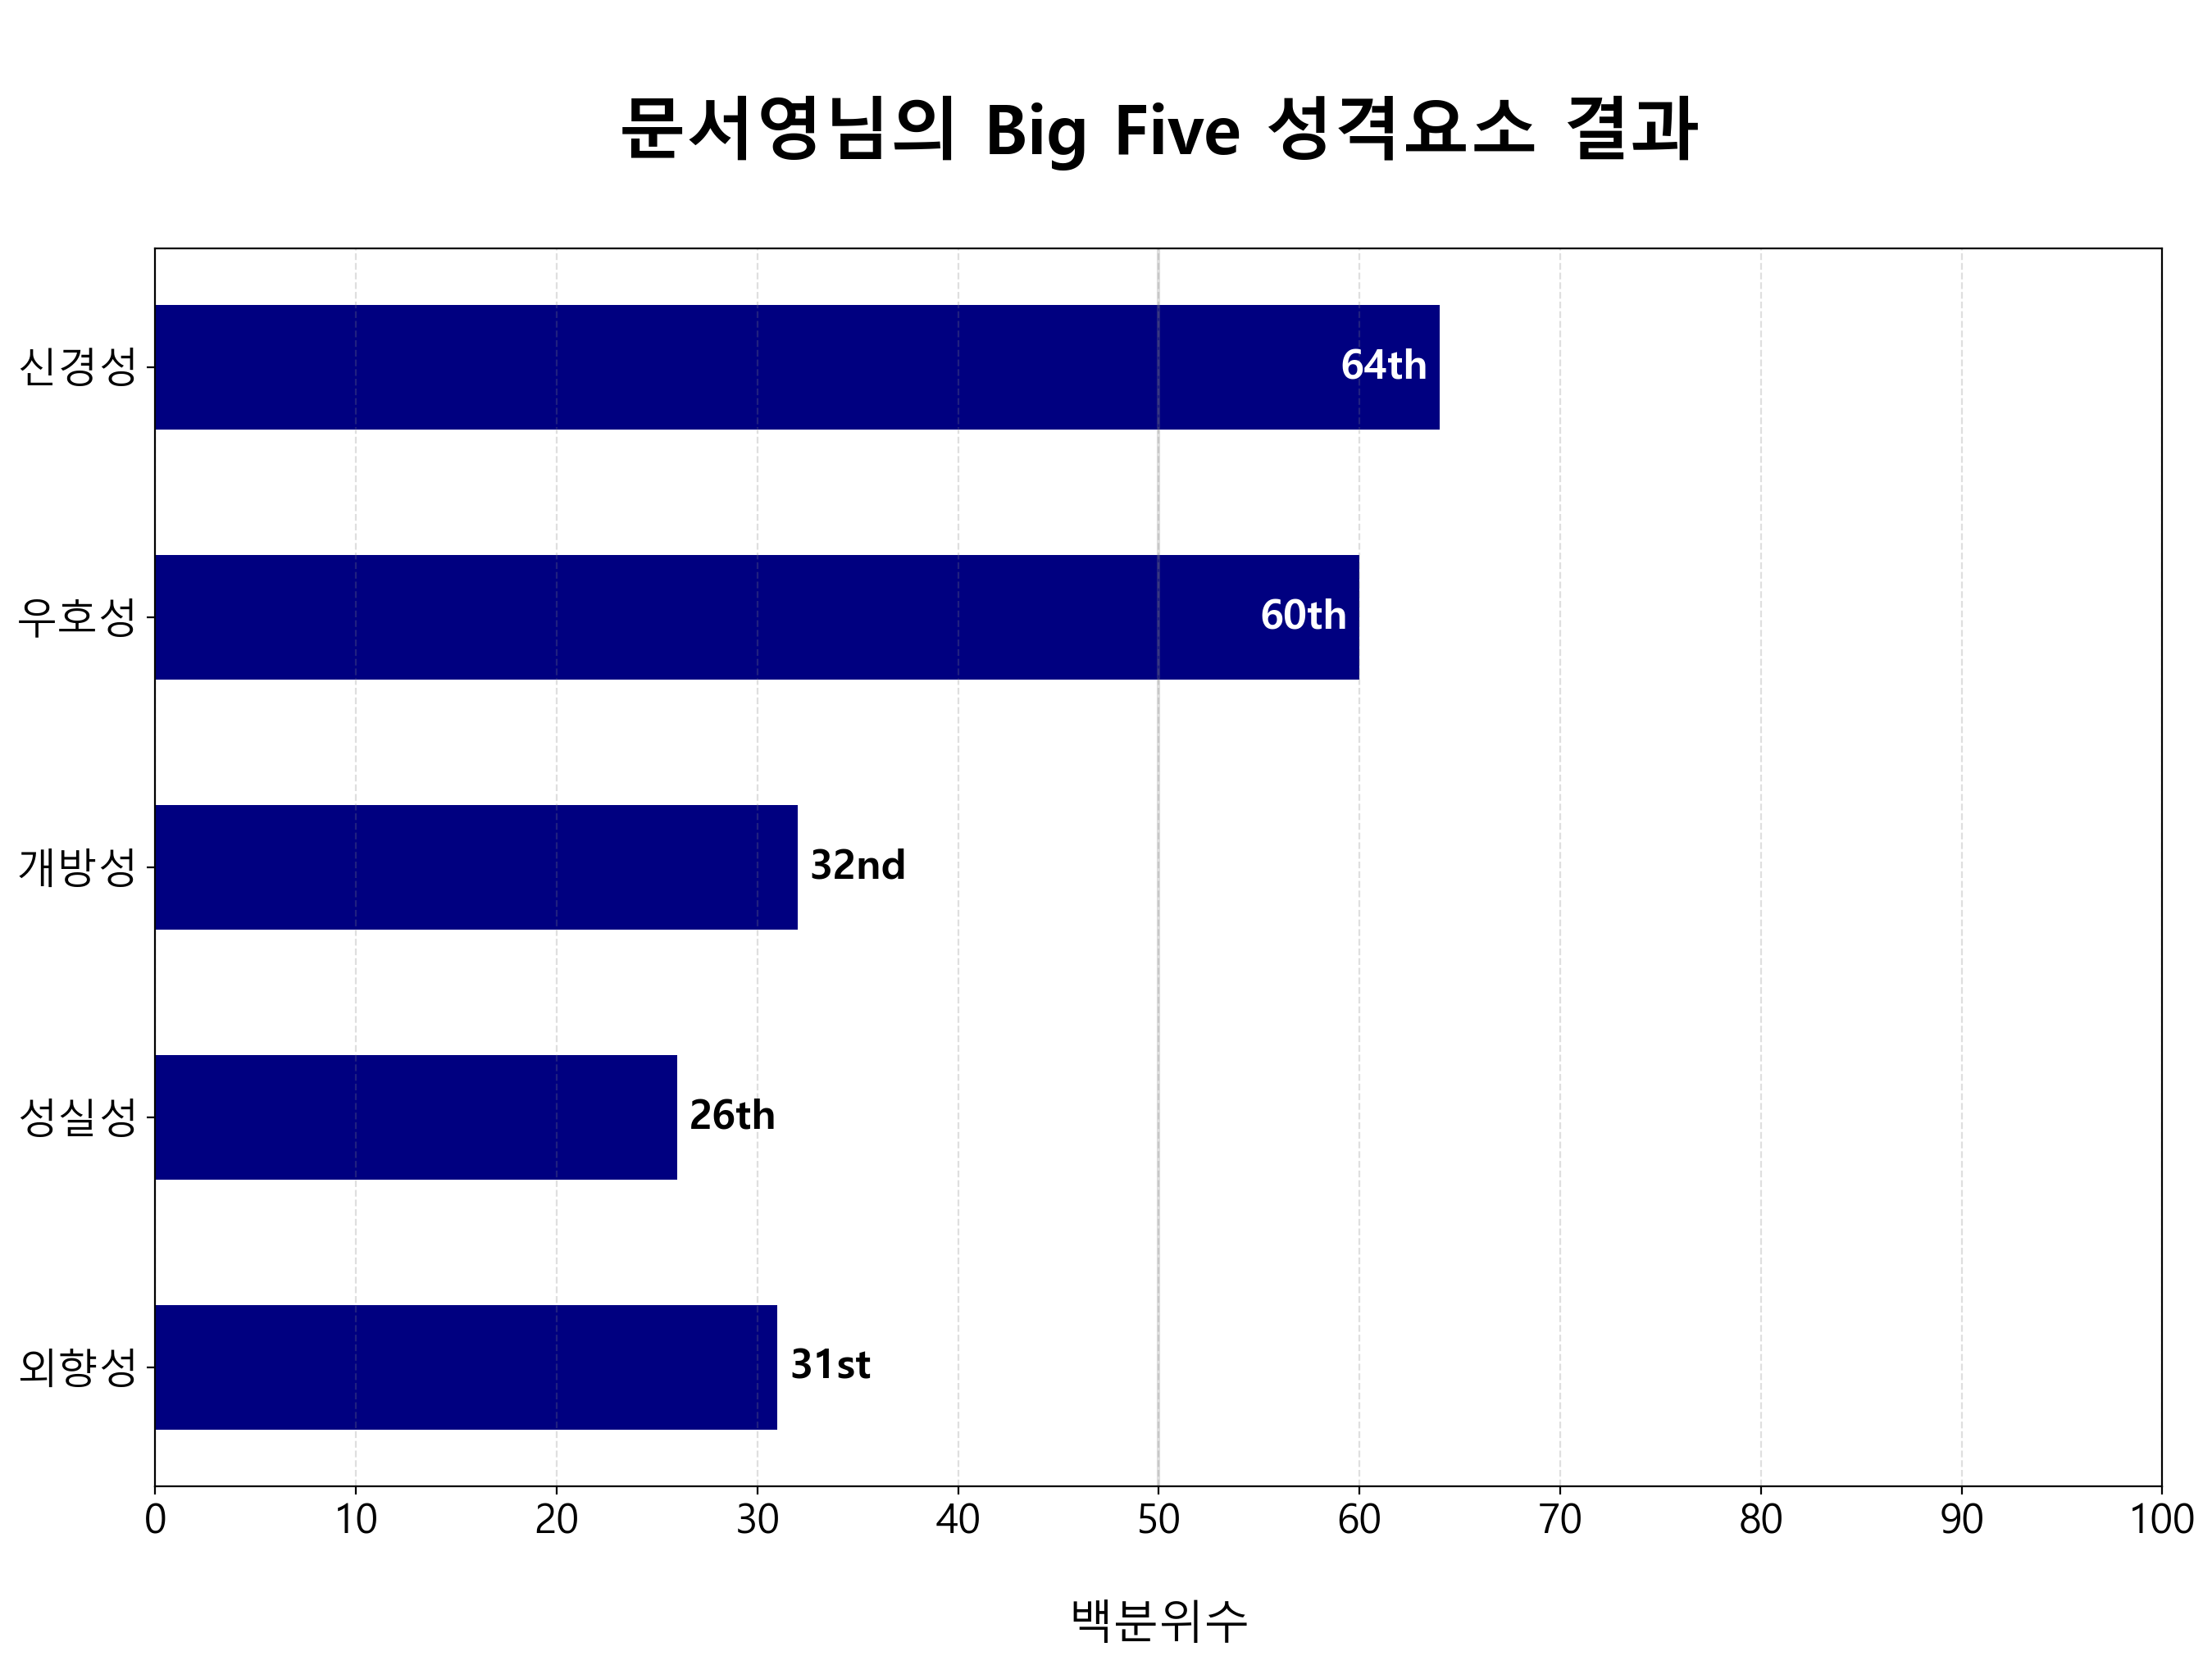 문서영님의 Big Five 성격요소 결과
신경성 64th
우호성 60th
개방성 32nd
성실성 26th
외향성 31st
0 10 20 30 40 50 60 70 80 90 100
백분위수